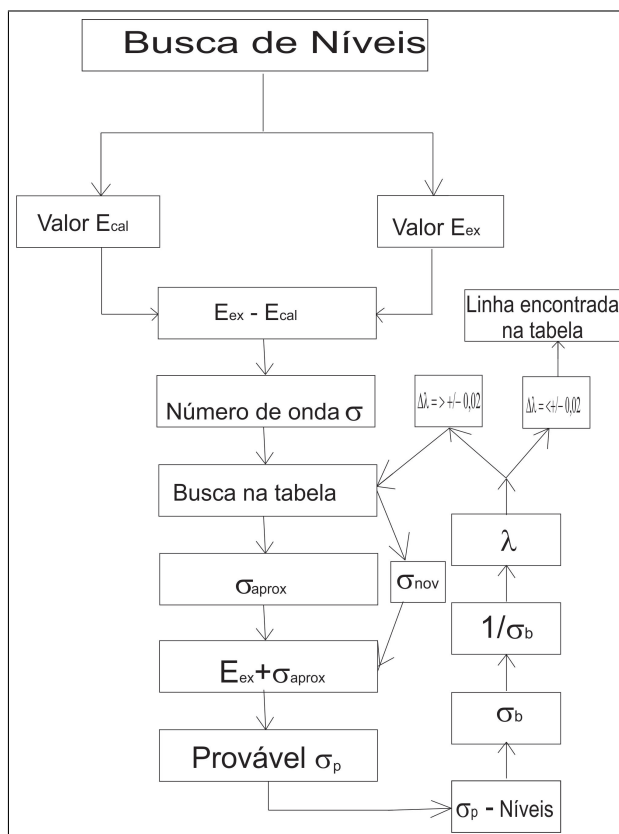 Busca de Níveis
Valor Ecal
Valor Eex
Eex - Ecal
Linha encontrada
na tabela
Número de onda σ
Δλ = > +/− 0,02
Δλ = < +/− 0,02
Busca na tabela
λ
σaprox
σnov
1/σb
Eex+σaprox
σb
Provável σp
σp - Níveis